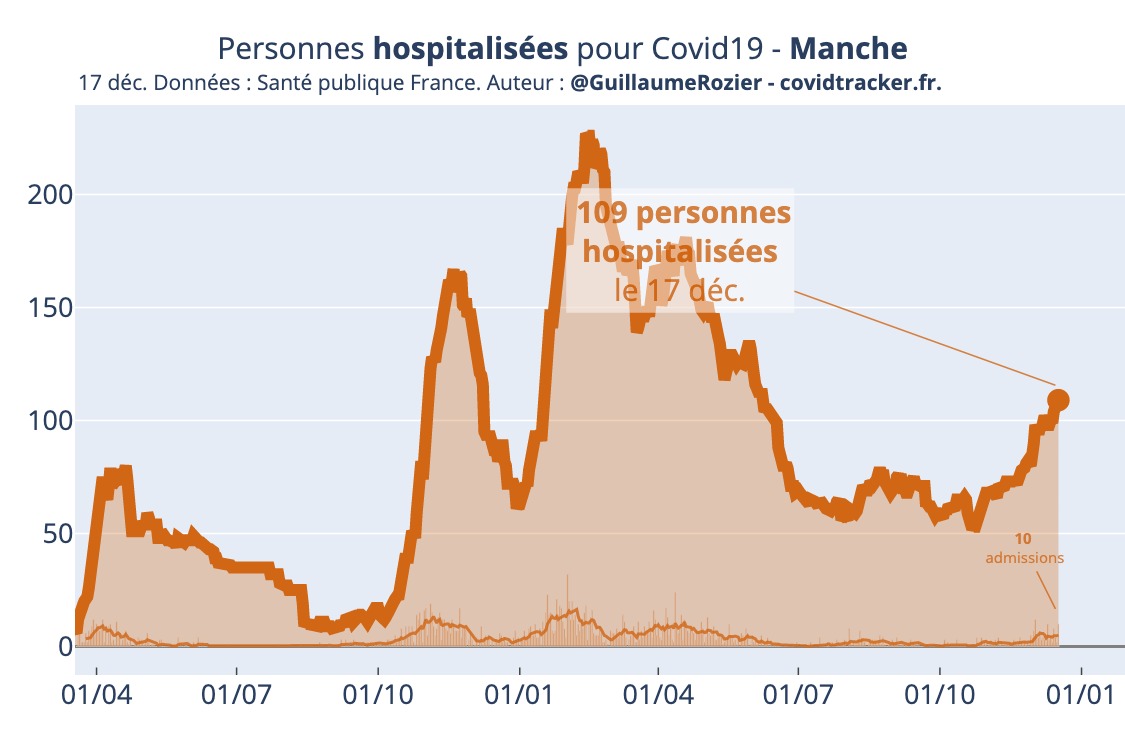 Personnes hospitalisées pour Covid19 - Manche
17 déc. Données : Santé publique France. Auteur : @GuillaumeRozier - covidtracker.fr.
200
109 personnes
hospitalisées
le 17 déc.
150
100
50
10
admissions
0
01/04 01/07 01/10 01/01 01/04 01/07 01/10 01/01